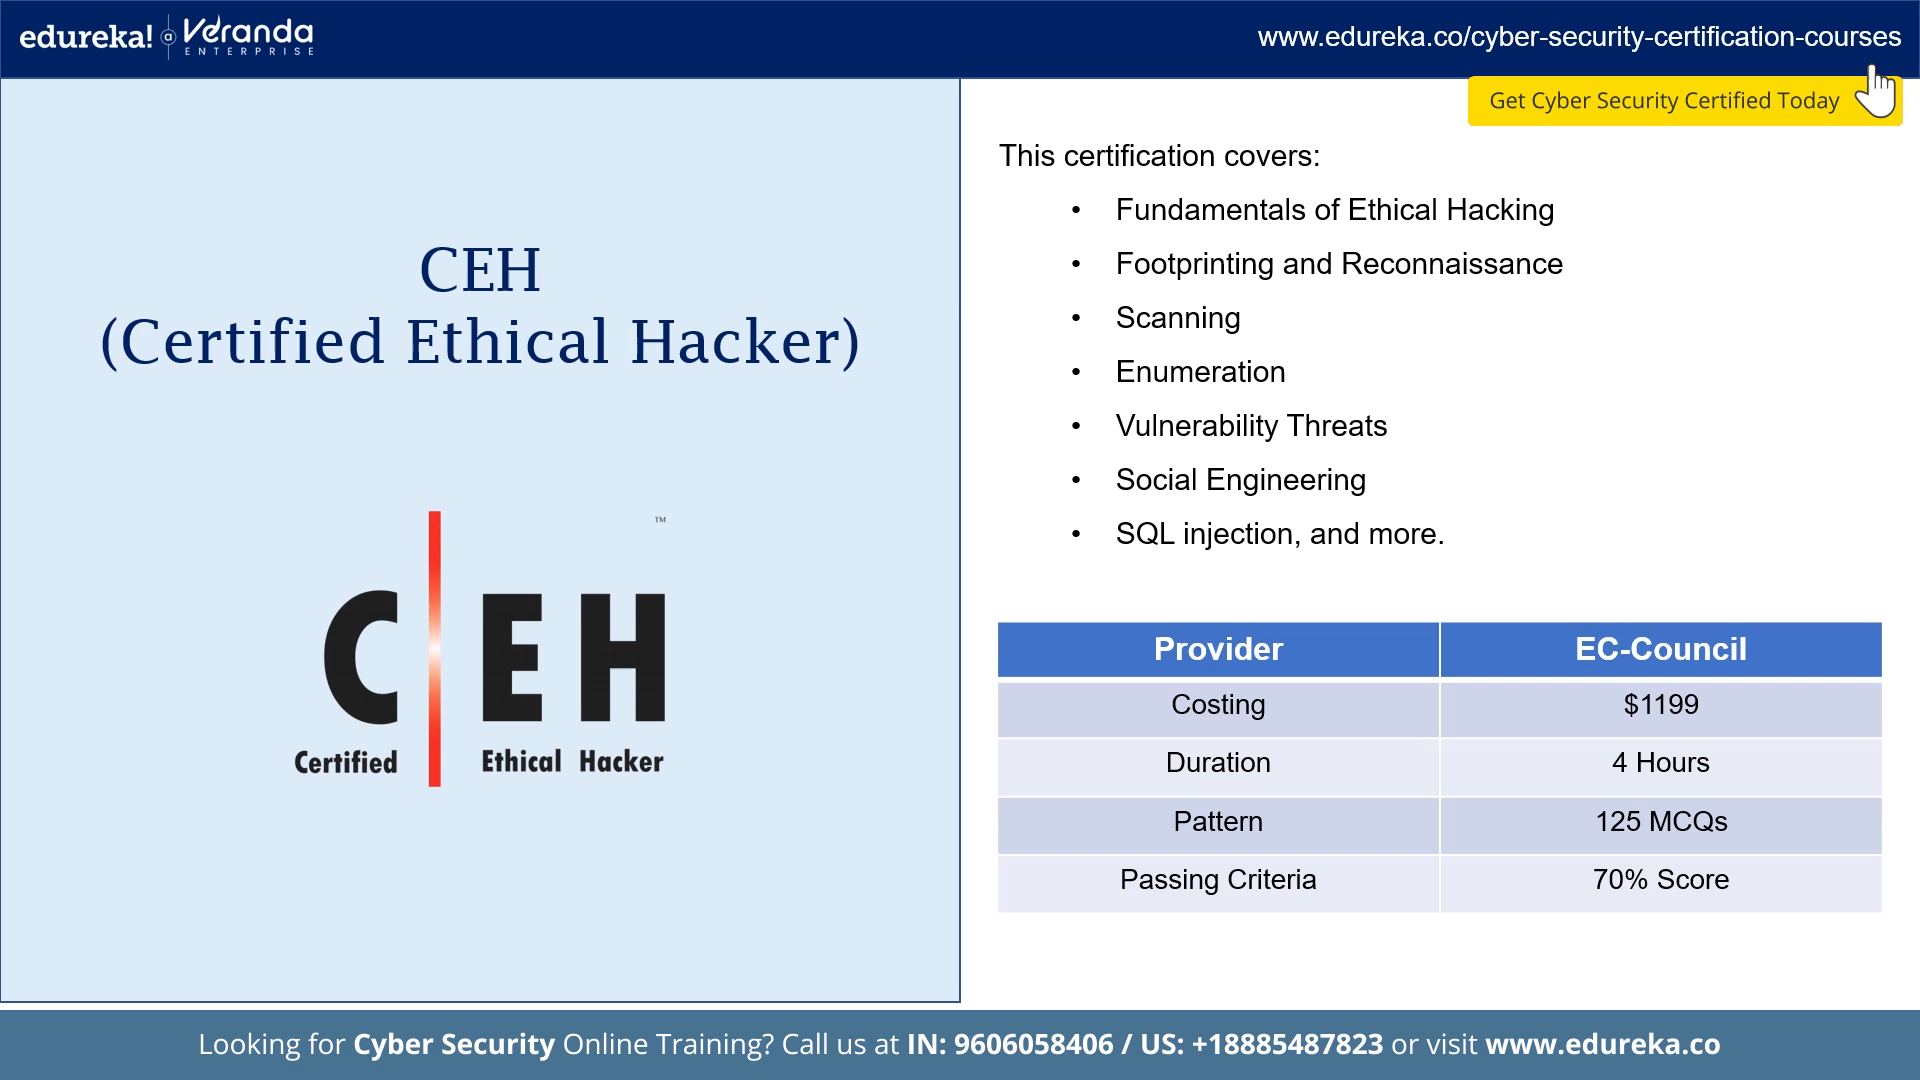 edureka! a Veranda ENTERPRISE
www.edureka.co/cyber-security-certification-courses
Get Cyber Security Certified Today
CEH
(Certified Ethical Hacker)
C EH ™
Certified Ethical Hacker
This certification covers:
• Fundamentals of Ethical Hacking
• Footprinting and Reconnaissance
• Scanning
• Enumeration
• Vulnerability Threats
• Social Engineering
• SQL injection, and more.
Provider EC-Council
Costing $1199
Duration 4 Hours
Pattern 125 MCQs
Passing Criteria 70% Score
Looking for Cyber Security Online Training? Call us at IN: 9606058406 / US: +18885487823 or visit www.edureka.co